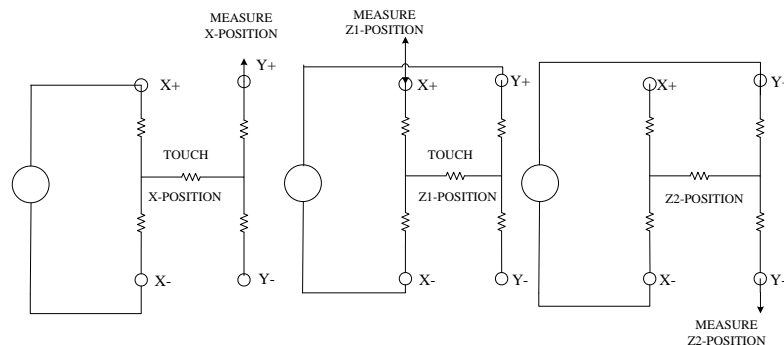 MEASURE
X-POSITION
X+
Y+
TOUCH
X-POSITION
X-
Y-
MEASURE
Z1-POSITION
X+
Y+
TOUCH
Z1-POSITION
X-
Y-
X+
Z2-POSITION
X-
MEASURE
Z2-POSITION